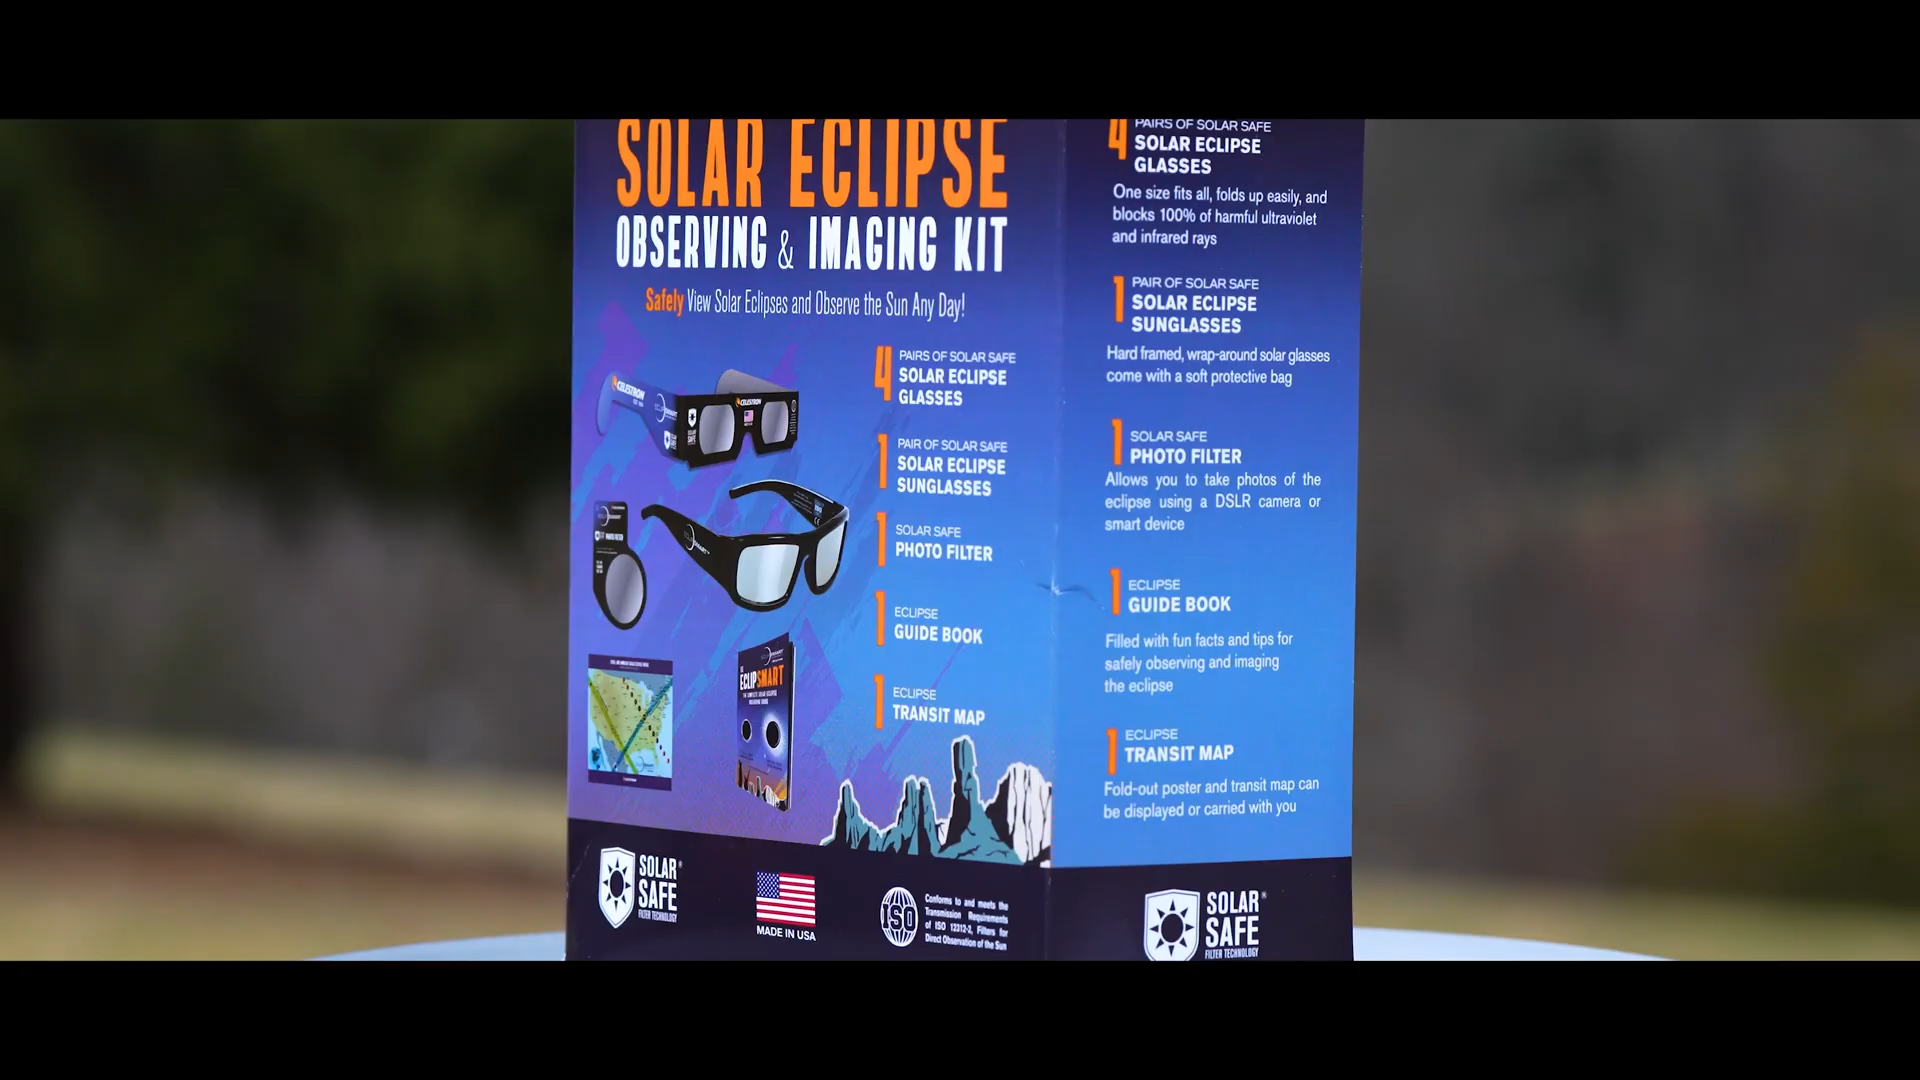 SOLAR ECLIPSE
OBSERVING & IMAGING KIT
Safely View Solar Eclipses and Observe the Sun Any Day!
4 PAIRS OF SOLAR SAFE
SOLAR ECLIPSE
GLASSES
1 PAIR OF SOLAR SAFE
SOLAR ECLIPSE
SUNGLASSES
1 SOLAR SAFE
PHOTO FILTER
1 ECLIPSE
GUIDE BOOK
1 ECLIPSE
TRANSIT MAP
CELESTRON
CELESTRON
ECLIPSMART
SOLAR
SAFE®
FILTER TECHNOLOGY
MADE IN USA
ISO
Conforms to and meets the
Transmission Requirements
of ISO 12312-2, Filters for
Direct Observation of the Sun
4 PAIRS OF SOLAR SAFE
SOLAR ECLIPSE
GLASSES
One size fits all, folds up easily, and
blocks 100% of harmful ultraviolet
and infrared rays
1 PAIR OF SOLAR SAFE
SOLAR ECLIPSE
SUNGLASSES
Hard framed, wrap-around solar glasses
come with a soft protective bag
1 SOLAR SAFE
PHOTO FILTER
Allows you to take photos of the
eclipse using a DSLR camera or
smart device
1 ECLIPSE
GUIDE BOOK
Filled with fun facts and tips for
safely observing and imaging
the eclipse
1 ECLIPSE
TRANSIT MAP
Fold-out poster and transit map can
be displayed or carried with you
SOLAR
SAFE®
FILTER TECHNOLOGY